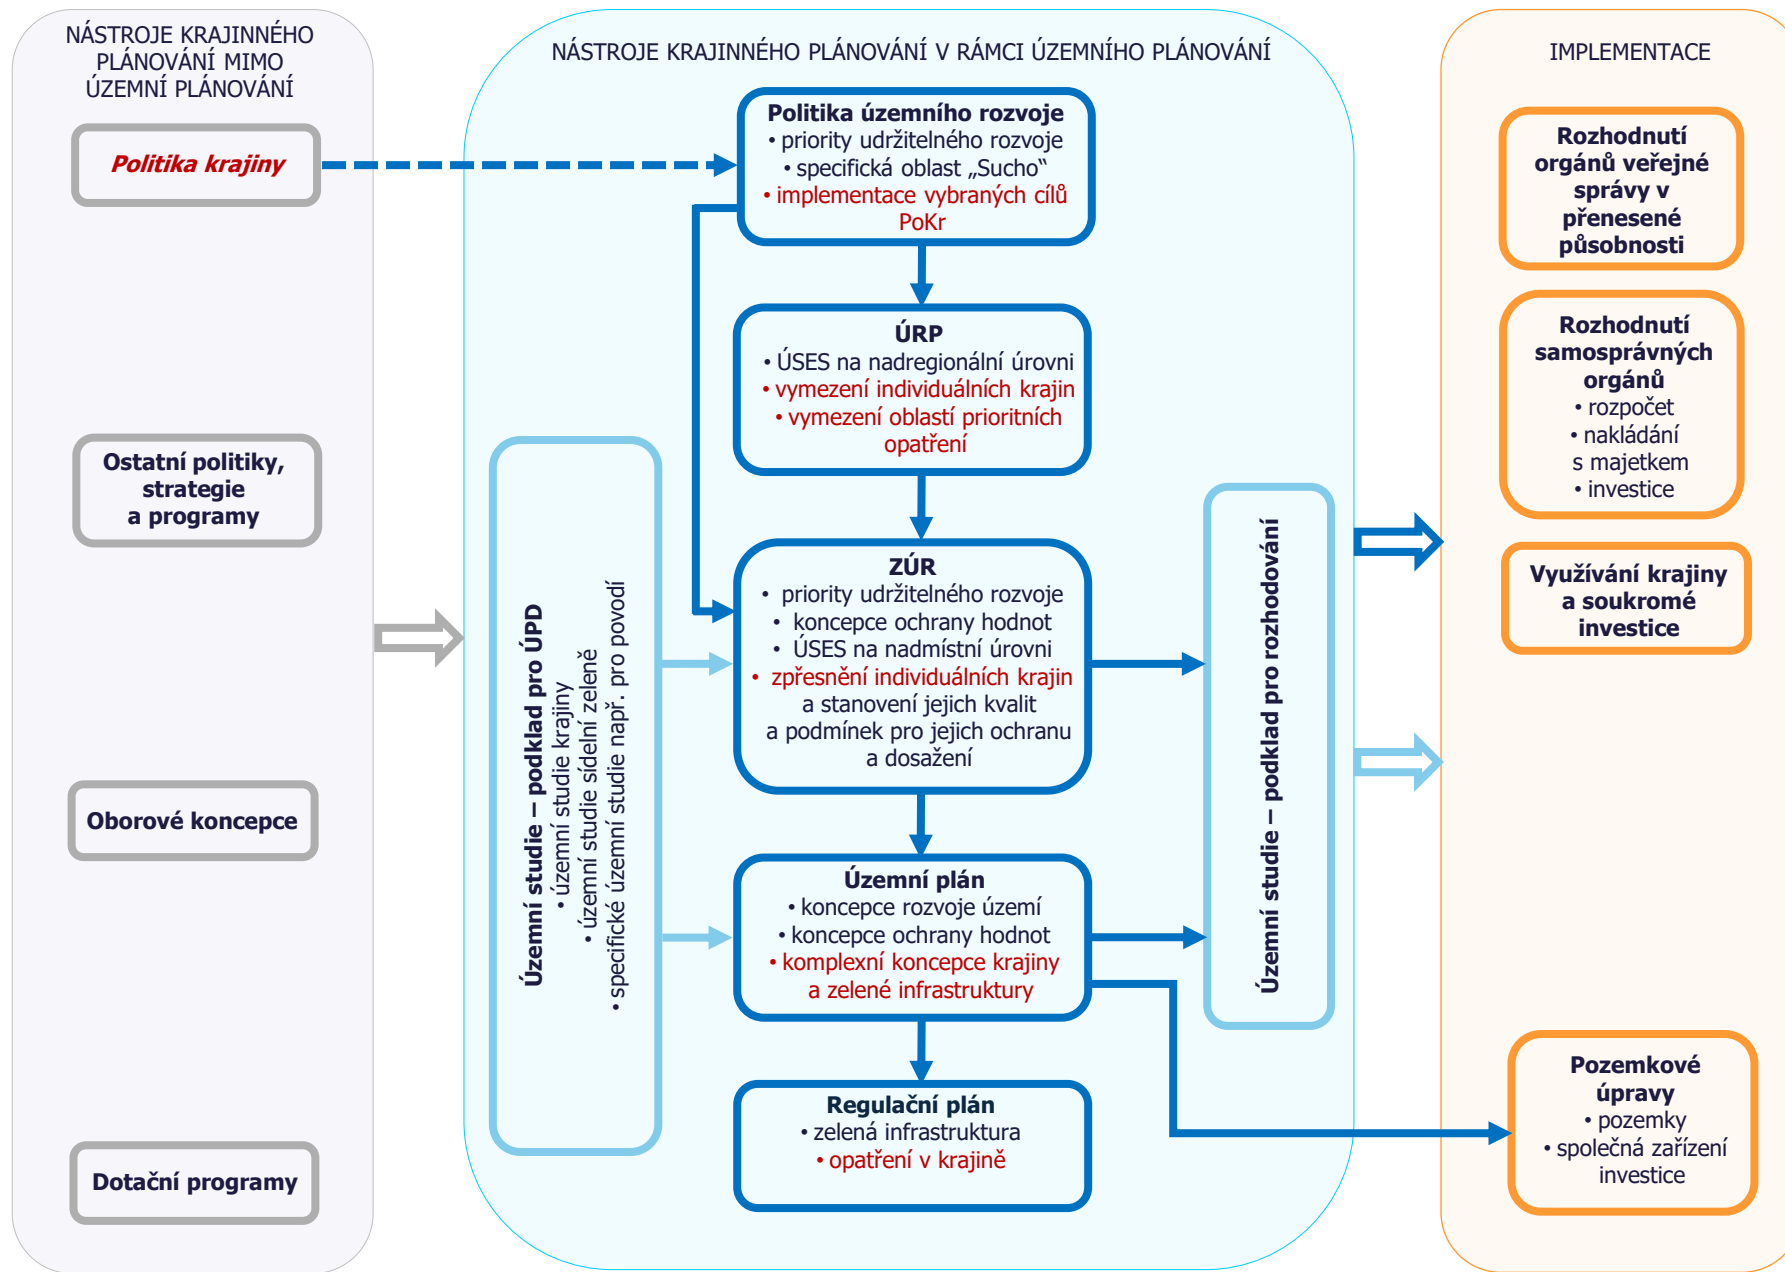 NÁSTROJE KRAJINNÉHO
PLÁNOVÁNÍ MIMO
ÚZEMNÍ PLÁNOVÁNÍ
Politika krajiny
Ostatní politiky,
strategie
a programy
Oborové koncepce
Dotační programy
NÁSTROJE KRAJINNÉHO PLÁNOVÁNÍ V RÁMCI ÚZEMNÍHO PLÁNOVÁNÍ
Územní studie – podklad pro ÚPD
• územní studie krajiny
• územní studie sídelní zeleně
• specifické územní studie např. pro povodí
Politika územního rozvoje
• priority udržitelného rozvoje
• specifická oblast „Sucho“
• implementace vybraných cílů
PoKr
ÚRP
• ÚSES na nadregionální úrovni
• vymezení individuálních krajin
• vymezení oblastí prioritních
opatření
ZÚR
• priority udržitelného rozvoje
• koncepce ochrany hodnot
• ÚSES na nadmístní úrovni
• zpřesnění individuálních krajin
a stanovení jejich kvalit
a podmínek pro jejich ochranu
a dosažení
Územní plán
• koncepce rozvoje území
• koncepce ochrany hodnot
• komplexní koncepce krajiny
a zelené infrastruktury
Regulační plán
• zelená infrastruktura
• opatření v krajině
Územní studie – podklad pro rozhodování
IMPLEMENTACE
Rozhodnutí
orgánů veřejné
správy v
přenesené
působnosti
Rozhodnutí
samosprávných
orgánů
• rozpočet
• nakládání
s majetkem
• investice
Využívání krajiny
a soukromé
investice
Pozemkové
úpravy
• pozemky
• společná zařízení
investice